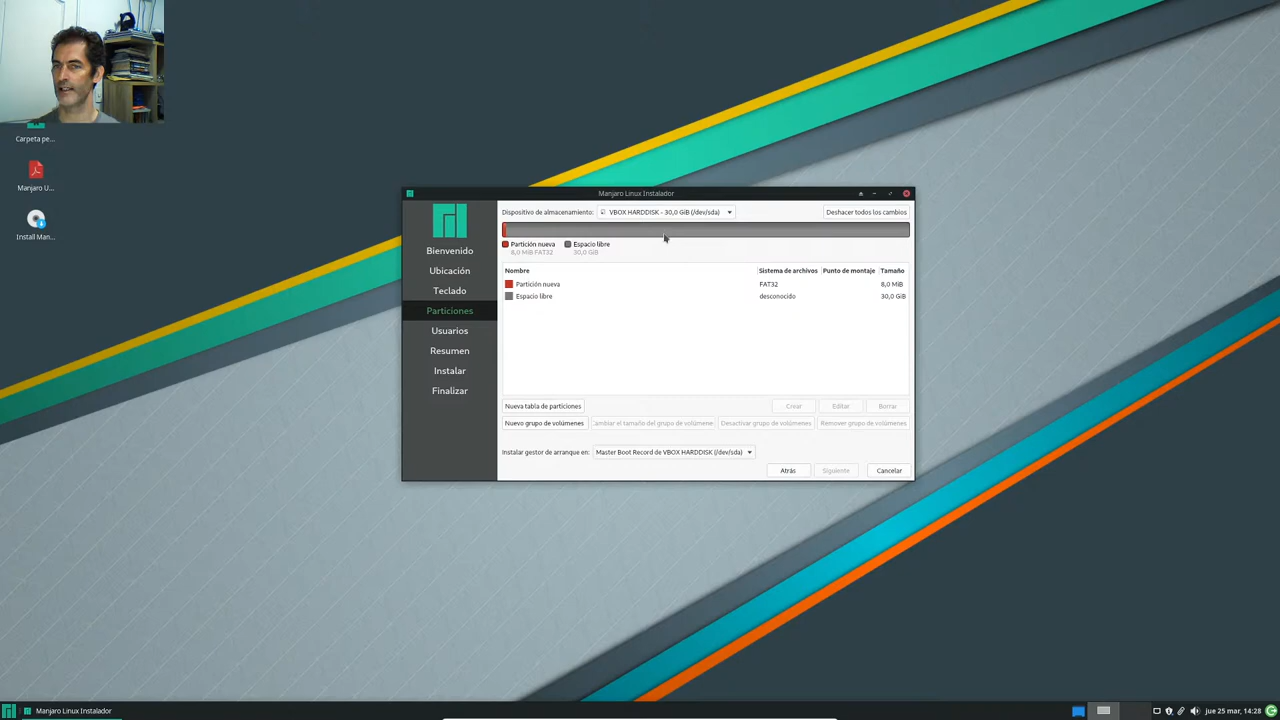 Carpeta pe...
Manjaro U...
Install Man...
Manjaro Linux Instalador
Bienvenido
Ubicación
Teclado
Particiones
Usuarios
Resumen
Instalar
Finalizar
Dispositivo de almacenamiento: VBOX HARDDISK - 30,0 GiB (/dev/sda) Deshacer todos los cambios
Partición nueva Espacio libre
8,0 MiB FAT32 30,0 GiB
Nombre Sistema de archivos Punto de montaje Tamaño
Partición nueva FAT32 8,0 MiB
Espacio libre desconocido 30,0 GiB
Nueva tabla de particiones Crear Editar Borrar
Nuevo grupo de volúmenes ambiar el tamaño del grupo de volúmene Desactivar grupo de volúmenes Remover grupo de volúmenes
Instalar gestor de arranque en: Master Boot Record de VBOX HARDDISK (/dev/sda)
Atrás Siguiente Cancelar
Manjaro Linux Instalador jue 25 mar, 14:28